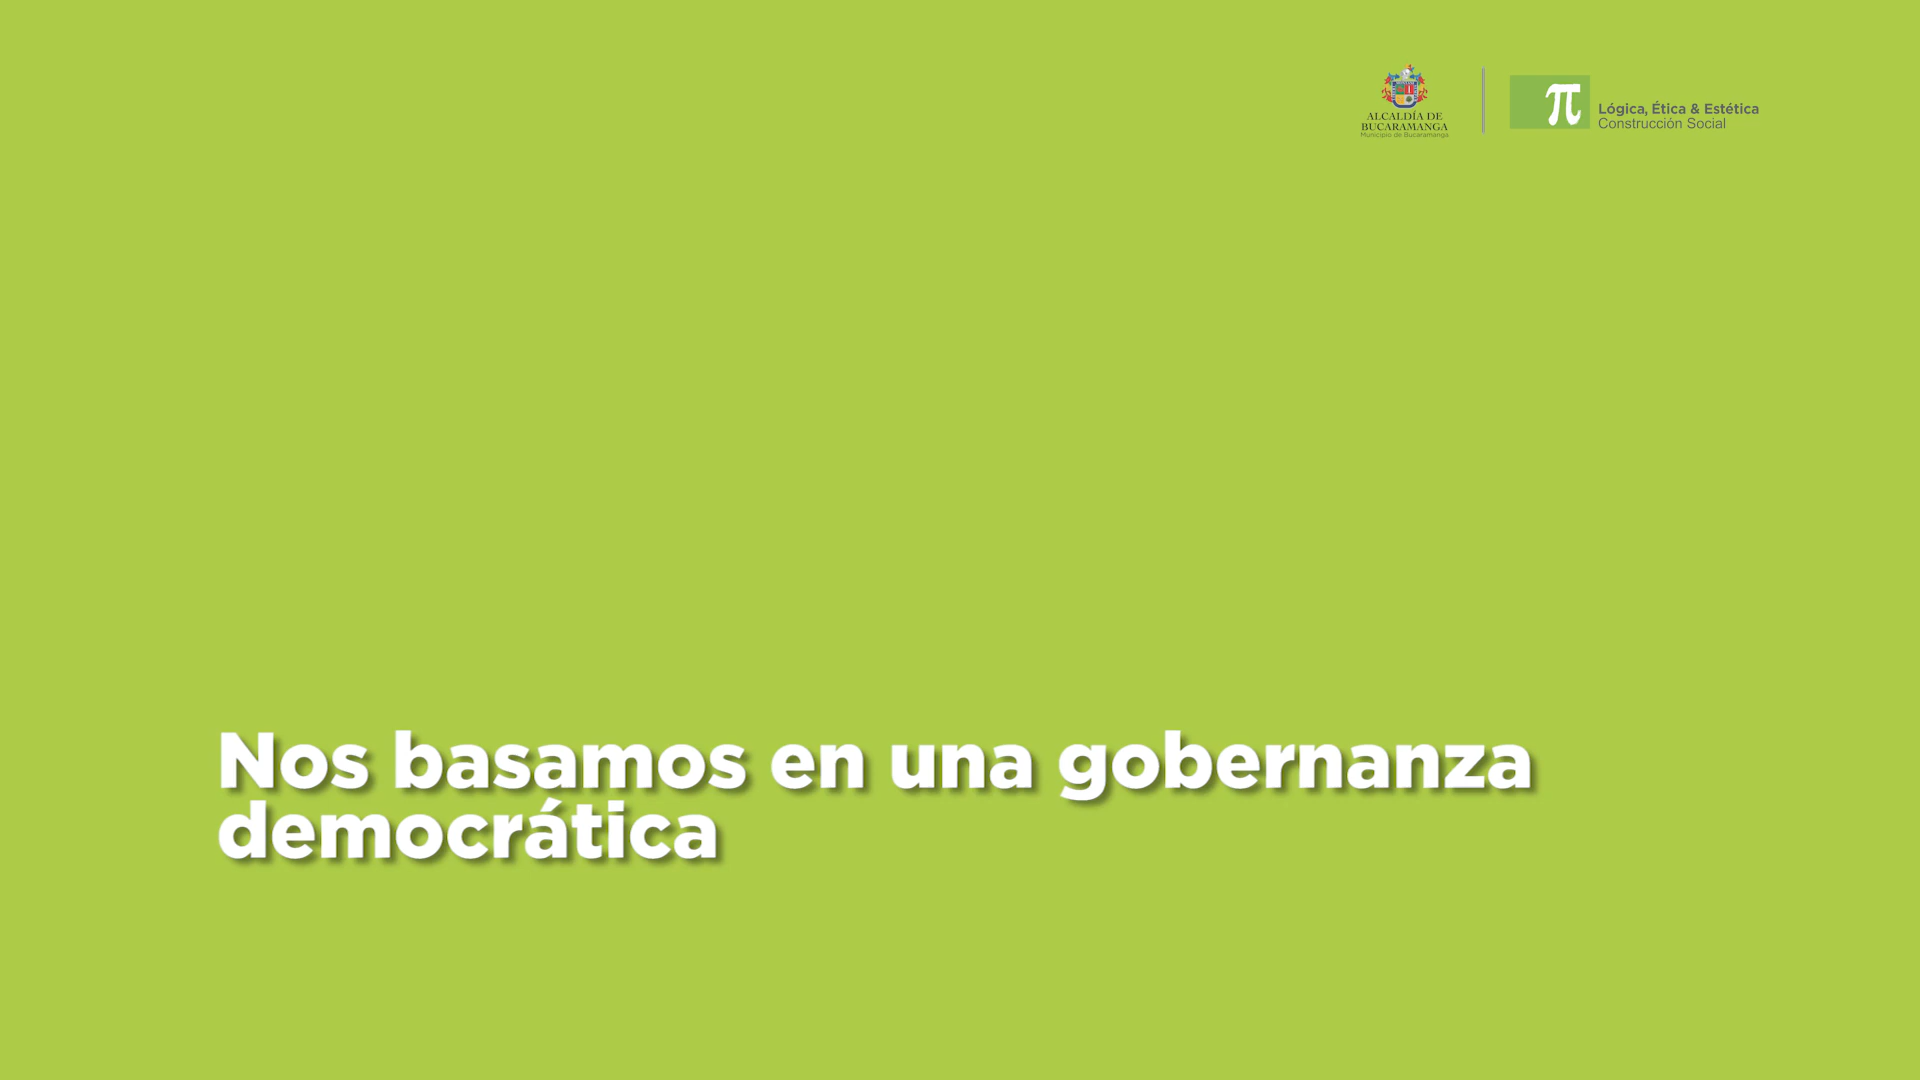 ALCALDÍA DE
BUCARAMANGA
Municipio de Bucaramanga
π
Lógica, Ética & Estética
Construcción Social
Nos basamos en una gobernanza
democrática